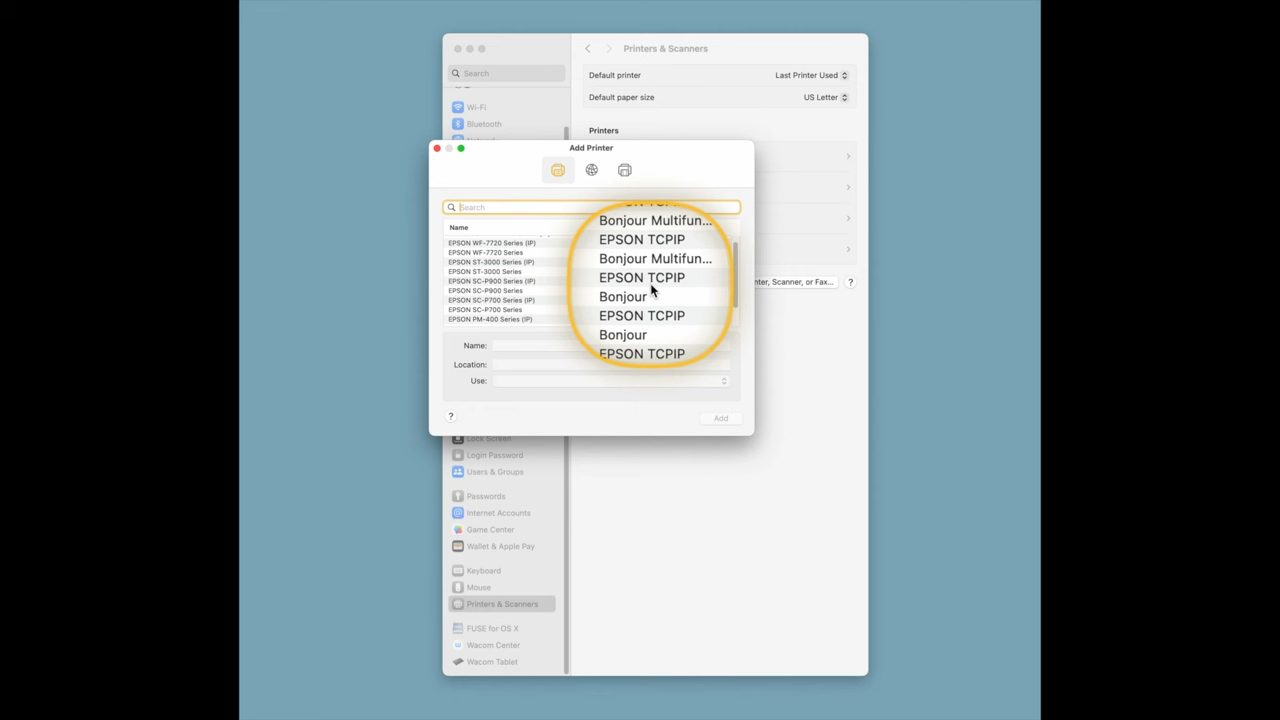 Printers & Scanners
Search
Default printer
Last Printer Used
Default paper size
US Letter
Wi-Fi
Bluetooth
Printers
Add Printer
Search
Name
EPSON WF-7720 Series (IP)
EPSON WF-7720 Series
EPSON ST-3000 Series (IP)
EPSON ST-3000 Series
EPSON SC-P900 Series (IP)
EPSON SC-P900 Series
EPSON SC-P700 Series (IP)
EPSON SC-P700 Series
EPSON PM-400 Series (IP)
Bonjour Multifun...
EPSON TCPIP
Bonjour Multifun...
EPSON TCPIP
Bonjour
EPSON TCPIP
Bonjour
EPSON TCPIP
nter, Scanner, or Fax...
?
Name:
Location:
Use:
?
Add
Lock Screen
Login Password
Users & Groups
Passwords
Internet Accounts
Game Center
Wallet & Apple Pay
Keyboard
Mouse
Printers & Scanners
FUSE for OS X
Wacom Center
Wacom Tablet